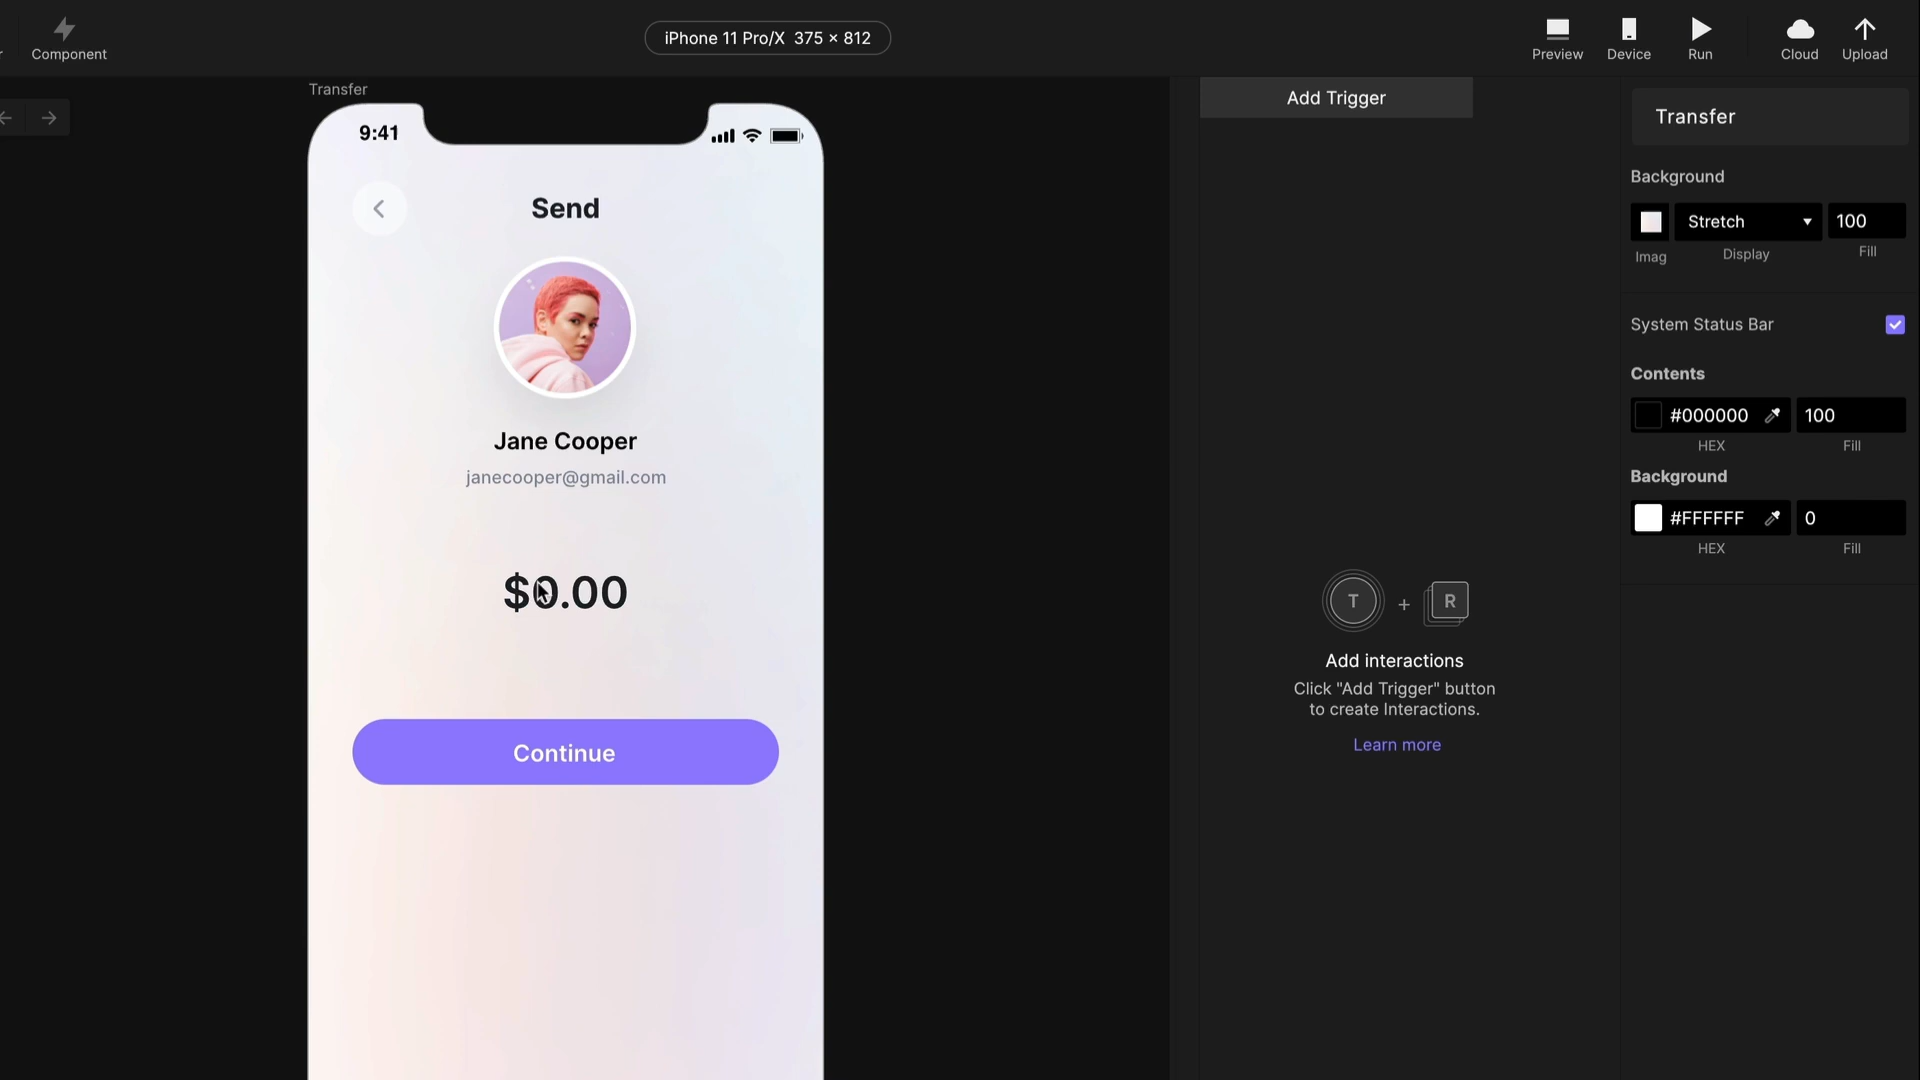 Component
iPhone 11 Pro/X 375 × 812
Preview
Device
Run
Cloud
Upload
Transfer
9:41
Send
Jane Cooper
janecooper@gmail.com
$0.00
Continue
Add Trigger
T + R
Add interactions
Click "Add Trigger" button
to create Interactions.
Learn more
Transfer
Background
Stretch
100
Imag
Display
Fill
System Status Bar
Contents
#000000
100
HEX
Fill
Background
#FFFFFF
0
HEX
Fill